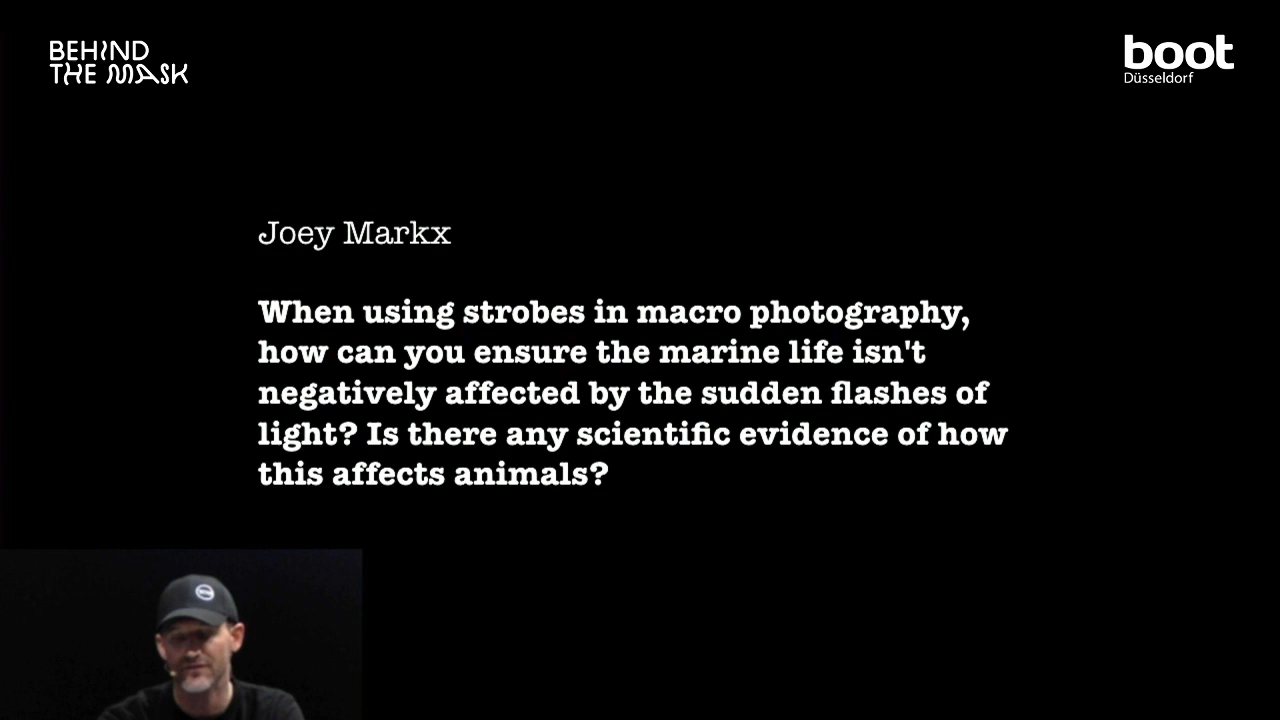 BEHIND
THE MASK
boot
Düsseldorf
Joey Markx
When using strobes in macro photography,
how can you ensure the marine life isn't
negatively affected by the sudden flashes of
light? Is there any scientific evidence of how
this affects animals?